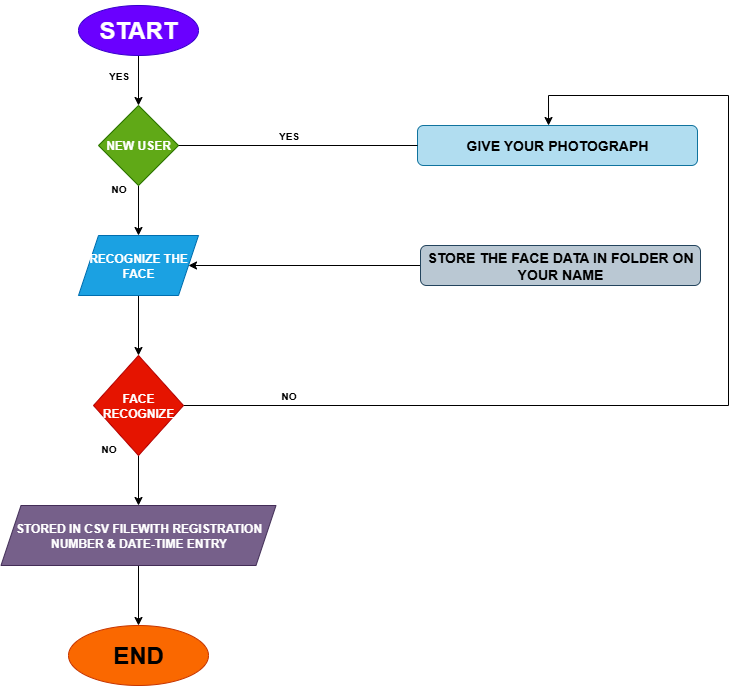 START
YES
NEW USER
YES
GIVE YOUR PHOTOGRAPH
NO
RECOGNIZE THE
FACE
STORE THE FACE DATA IN FOLDER ON
YOUR NAME
FACE
RECOGNIZE
NO
NO
STORED IN CSV FILEWITH REGISTRATION
NUMBER & DATE-TIME ENTRY
END